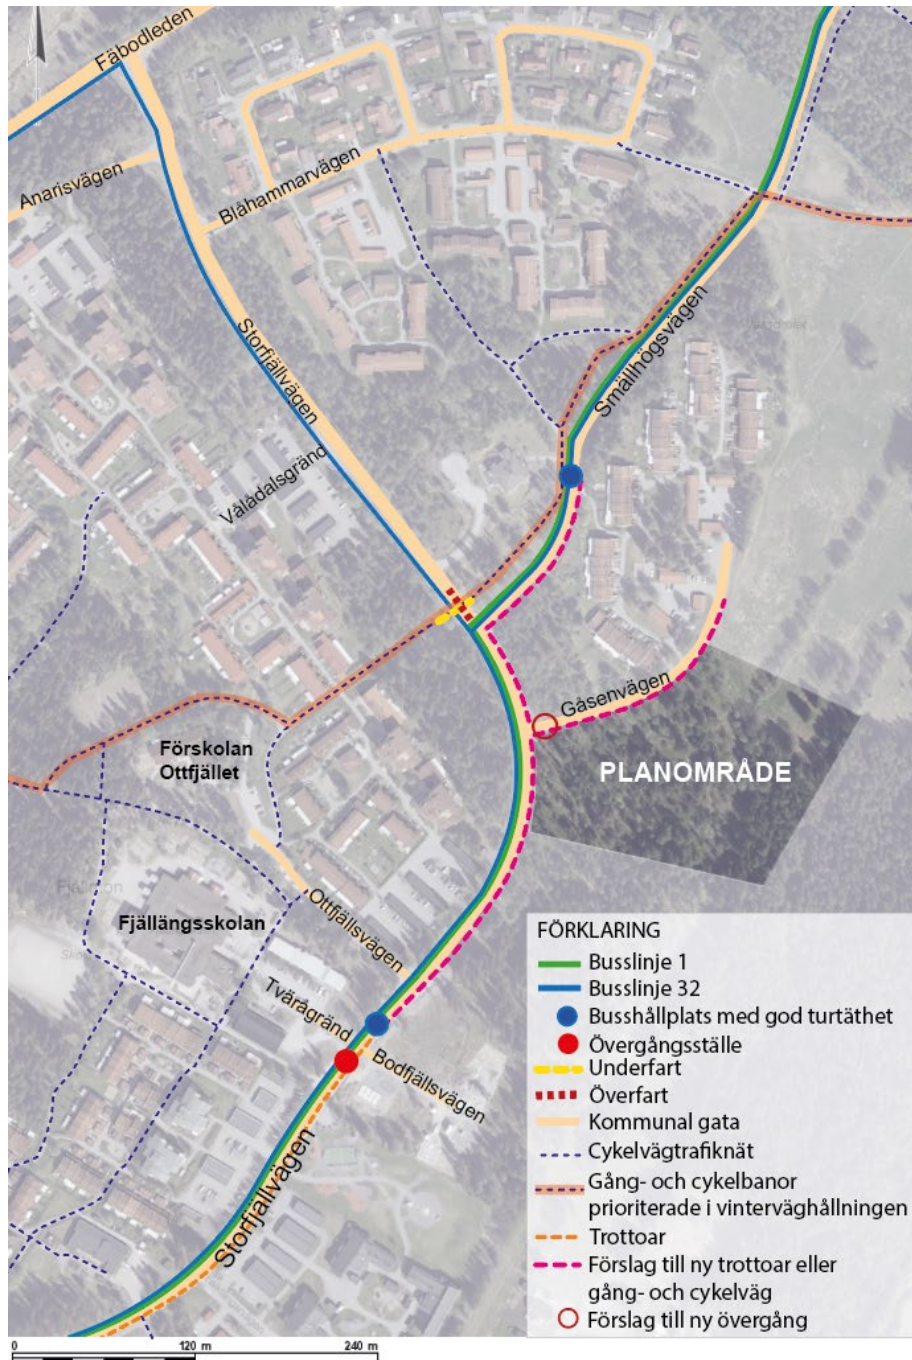 Fäbodleden
Anarisvägen
Blåhammarvägen
Storfjällvägen
Smällhögsvägen
Vålådalsgränd
Gåsenvägen
Förskolan
Ottfjället
PLANOMRÅDE
Fjällängsskolan
Ottfjällsvägen
Tvärågränd
Bodfjällsvägen
Storfjällvägen
FÖRKLARING
Busslinje 1
Busslinje 32
Busshållplats med god turtäthet
Övergångsställe
Underfart
Överfart
Kommunal gata
Cykelvägtrafiknät
Gång- och cykelbanor
prioriterade i vinterväghållningen
Trottoar
Förslag till ny trottoar eller
gång- och cykelväg
Förslag till ny övergång
0 120 m 240 m